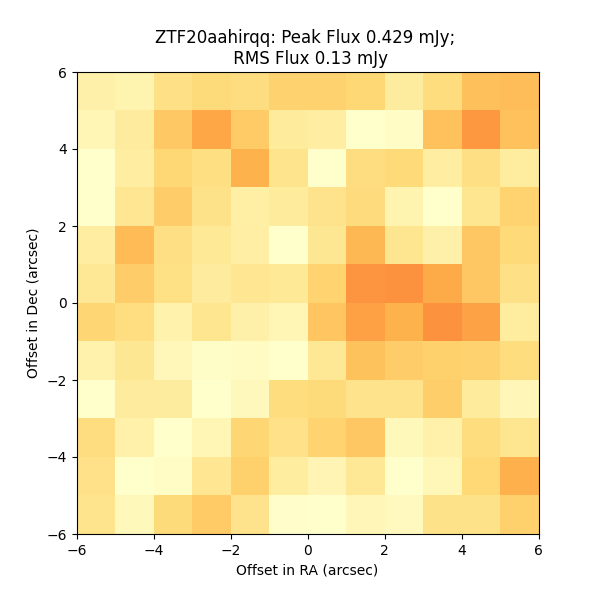 ZTF20aahirqq: Peak Flux 0.429 mJy;
RMS Flux 0.13 mJy
6
4
2
0
−2
−4
−6
Offset in Dec (arcsec)
−6 −4 −2 0 2 4 6
Offset in RA (arcsec)